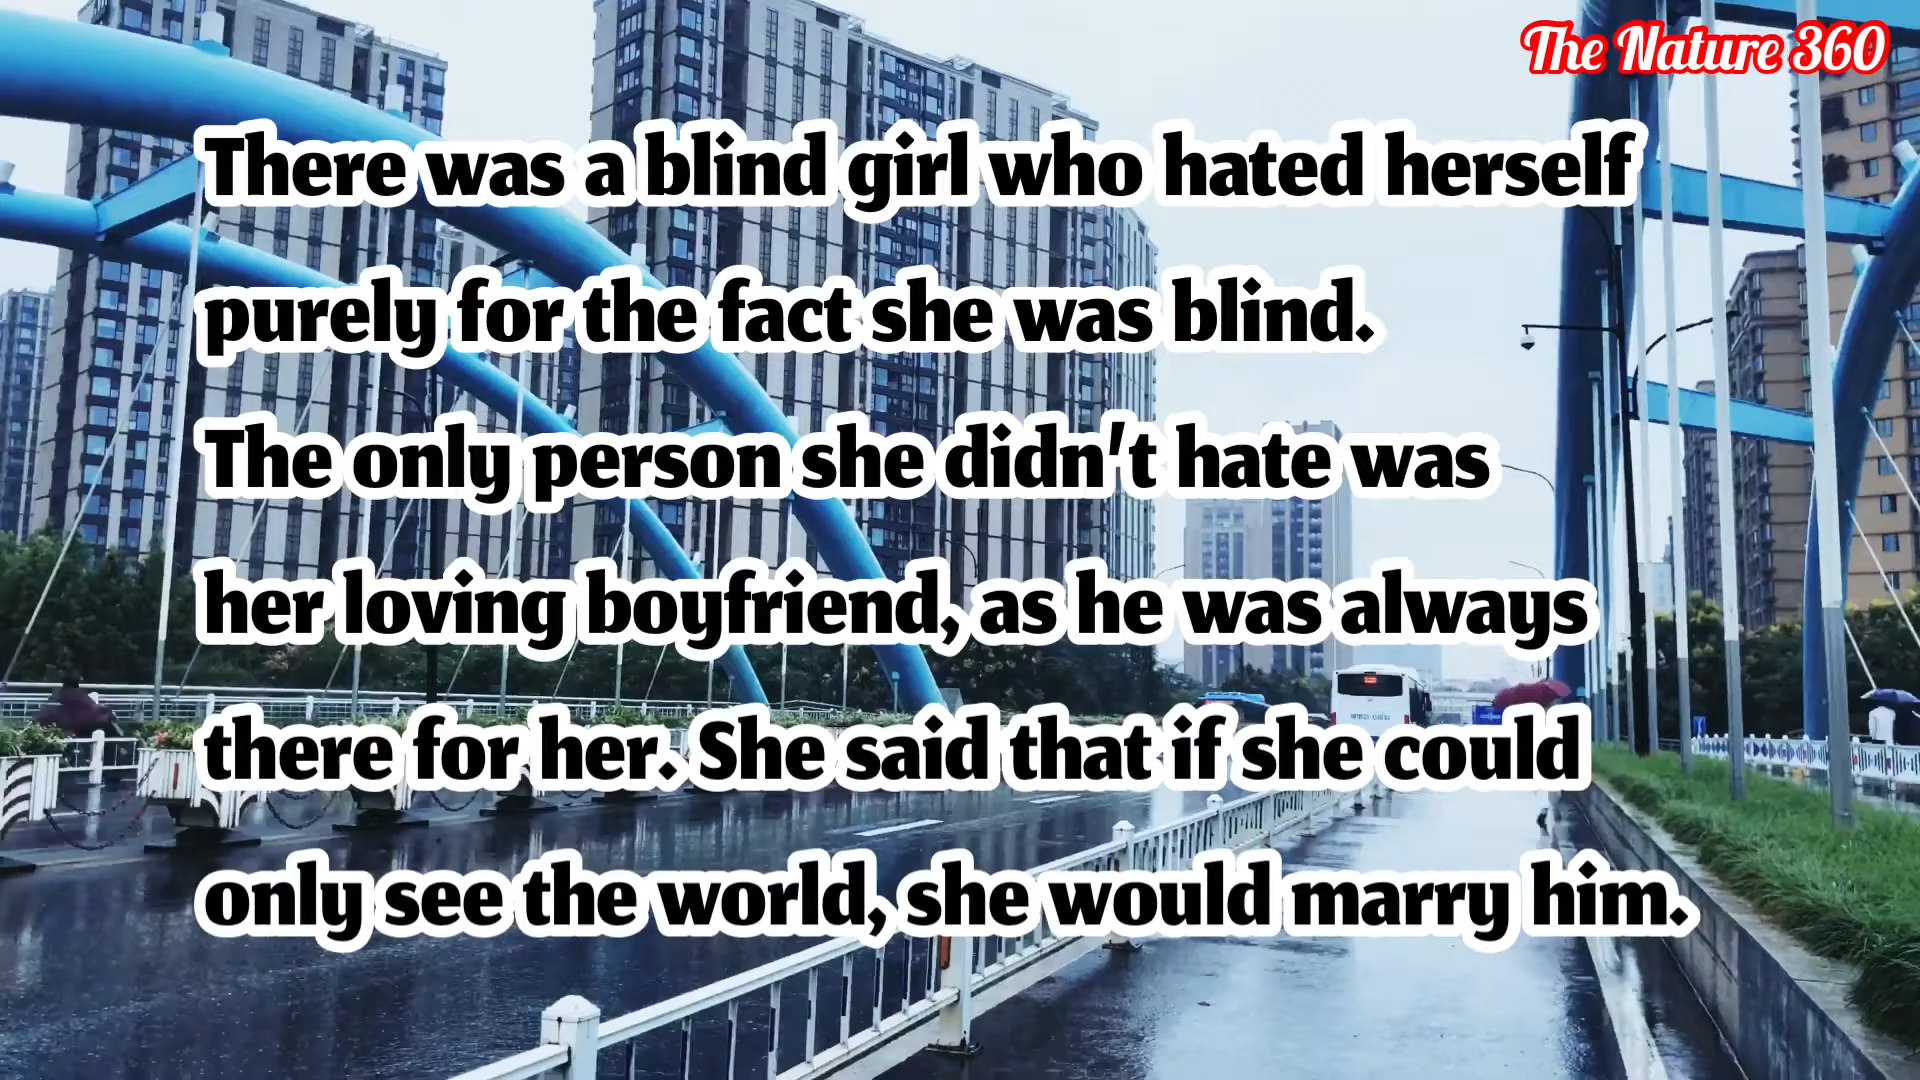 The Nature 360
There was a blind girl who hated herself
purely for the fact she was blind.
The only person she didn't hate was
her loving boyfriend, as he was always
there for her. She said that if she could
only see the world, she would marry him.